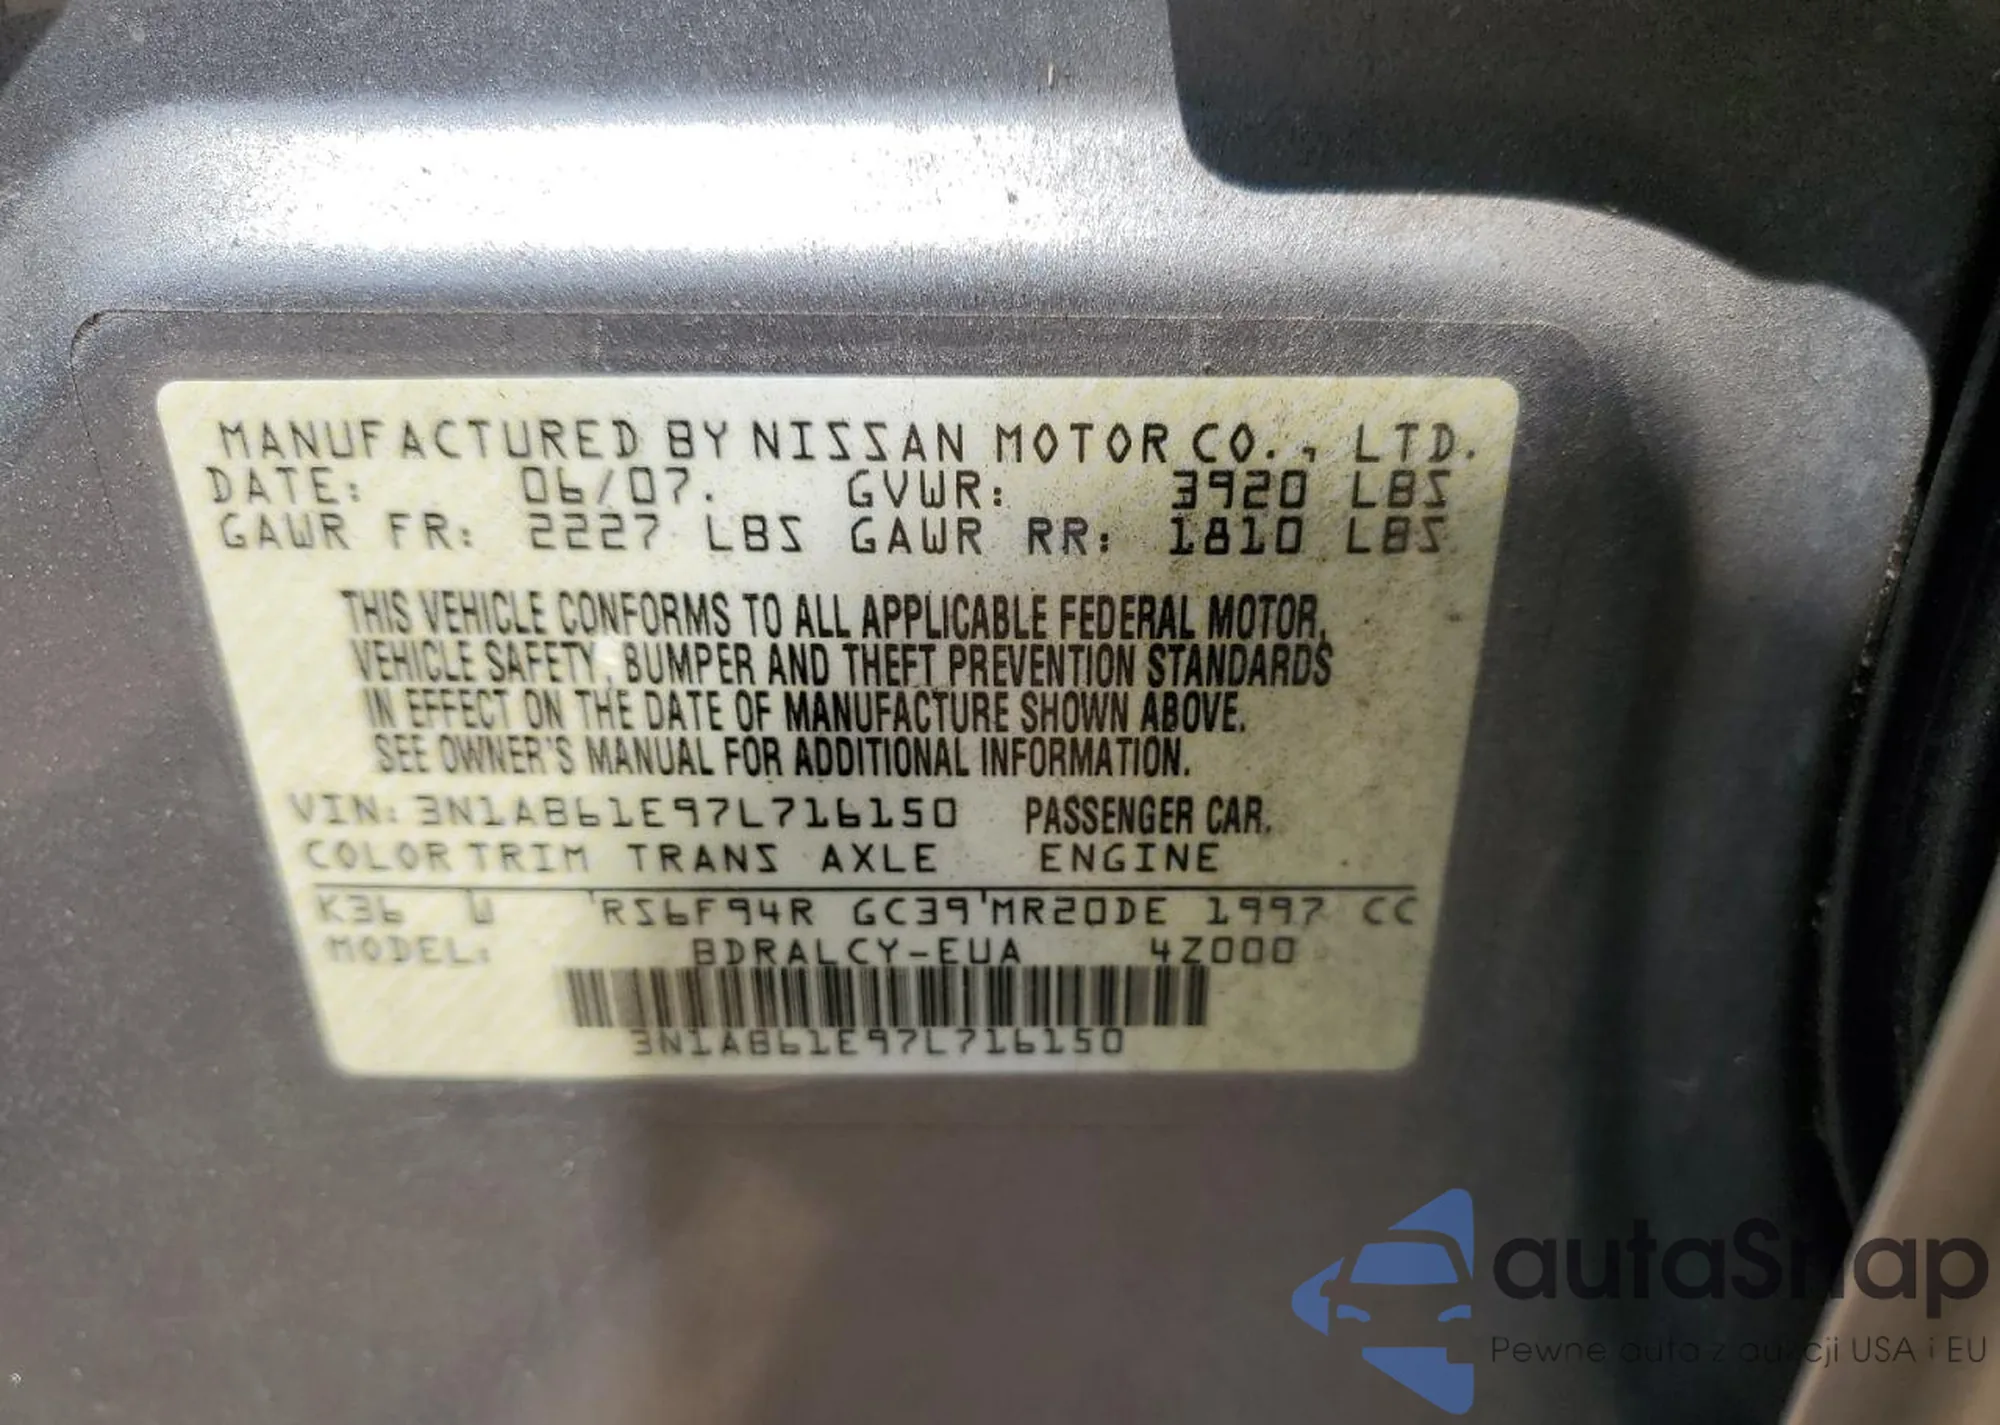 MANUFACTURED BY NISSAN MOTOR CO., LTD.
DATE: 06/07. GVWR: 3920 LBS
GAWR FR: 2227 LBS GAWR RR: 1810 LBS
THIS VEHICLE CONFORMS TO ALL APPLICABLE FEDERAL MOTOR
VEHICLE SAFETY, BUMPER AND THEFT PREVENTION STANDARDS
IN EFFECT ON THE DATE OF MANUFACTURE SHOWN ABOVE.
SEE OWNER'S MANUAL FOR ADDITIONAL INFORMATION.
VIN: 3N1AB61E97L716150 PASSENGER CAR.
COLOR TRIM TRANS AXLE ENGINE
K36 W RS6F94R GC39 MR20DE 1997 CC
MODEL: BDRALCY-EUA 4Z000
3N1AB61E97L716150
autaSnap
Pewne auta z aukcji USA i EU